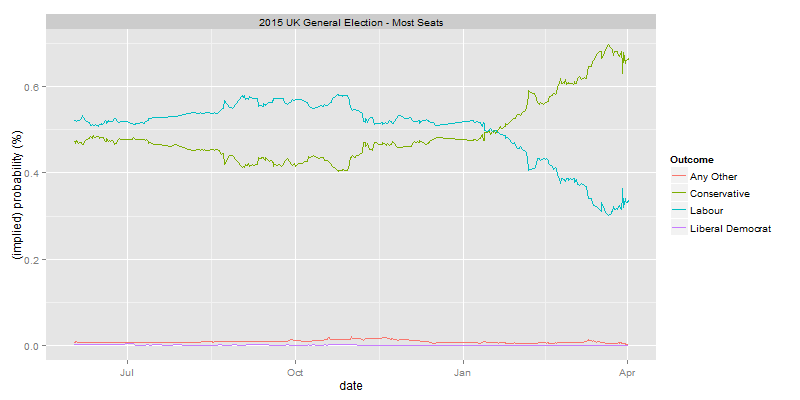 2015 UK General Election - Most Seats
(implied) probability (%)
0.6
0.4
0.2
0.0
Jul
Oct
Jan
Apr
date
Outcome
Any Other
Conservative
Labour
Liberal Democrat